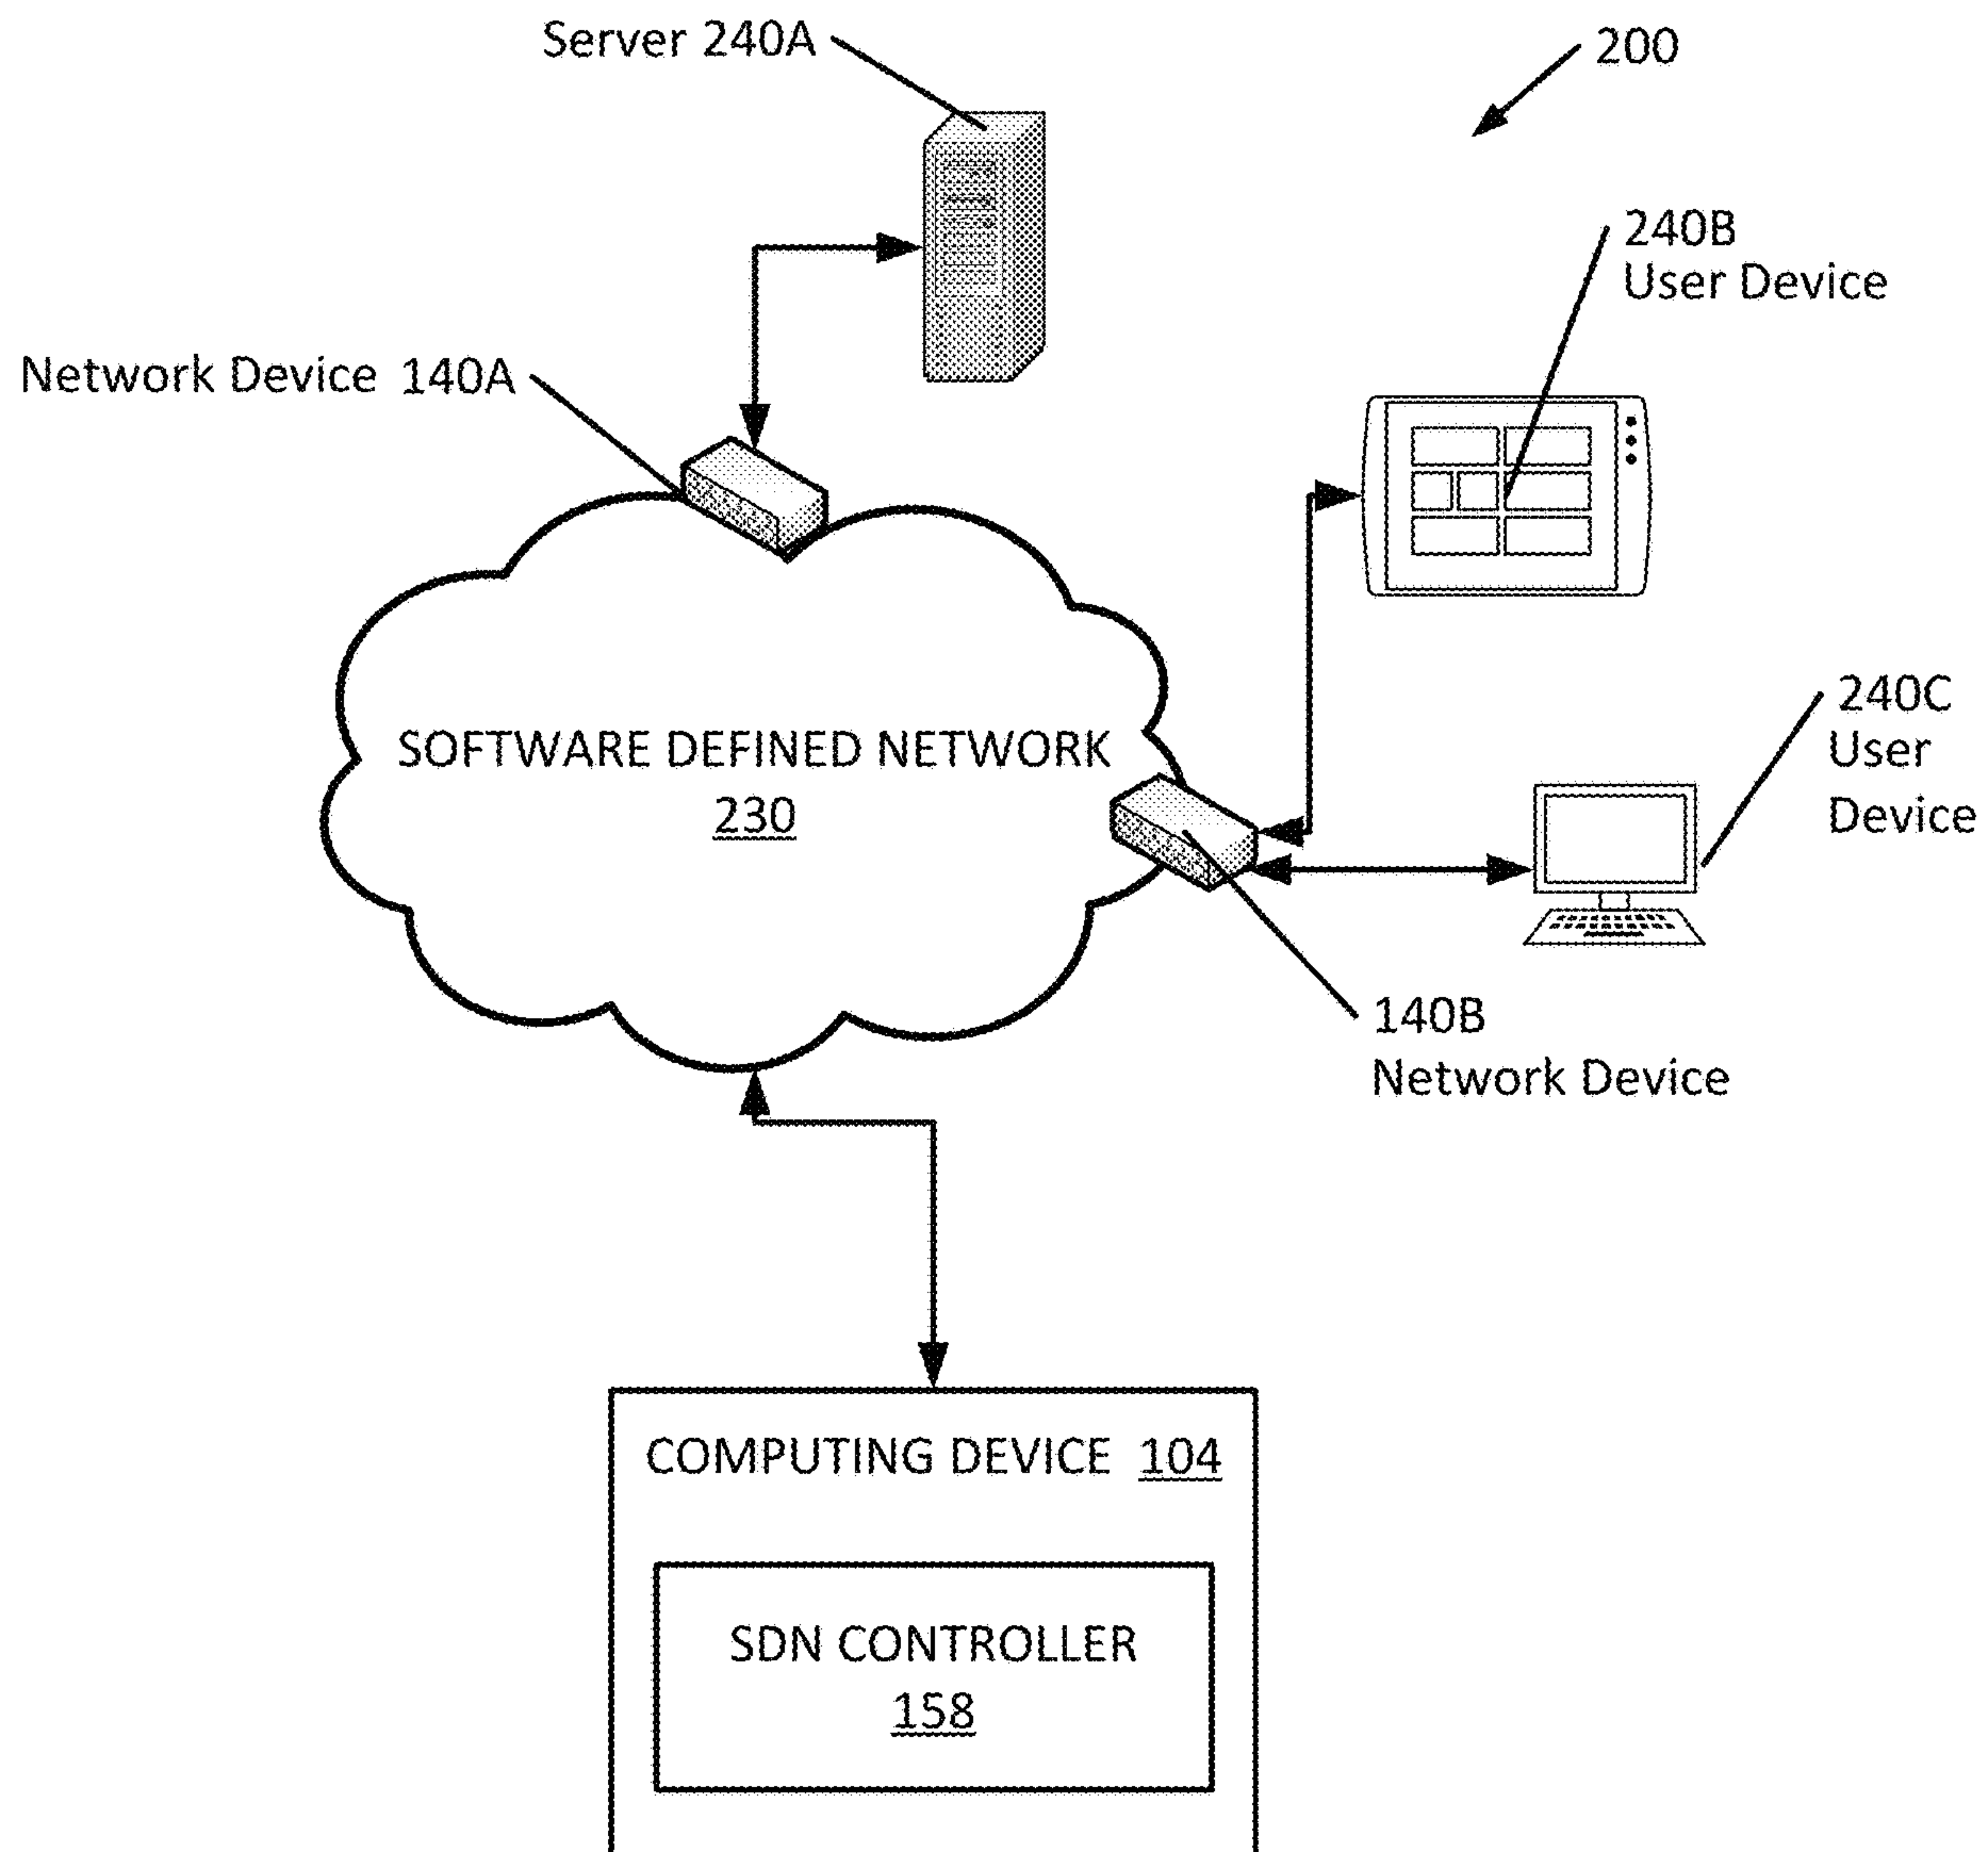 Server 240A
200
240B
User Device
Network Device 140A
240C
User
Device
SOFTWARE DEFINED NETWORK
230
140B
Network Device
COMPUTING DEVICE 104
SDN CONTROLLER
158